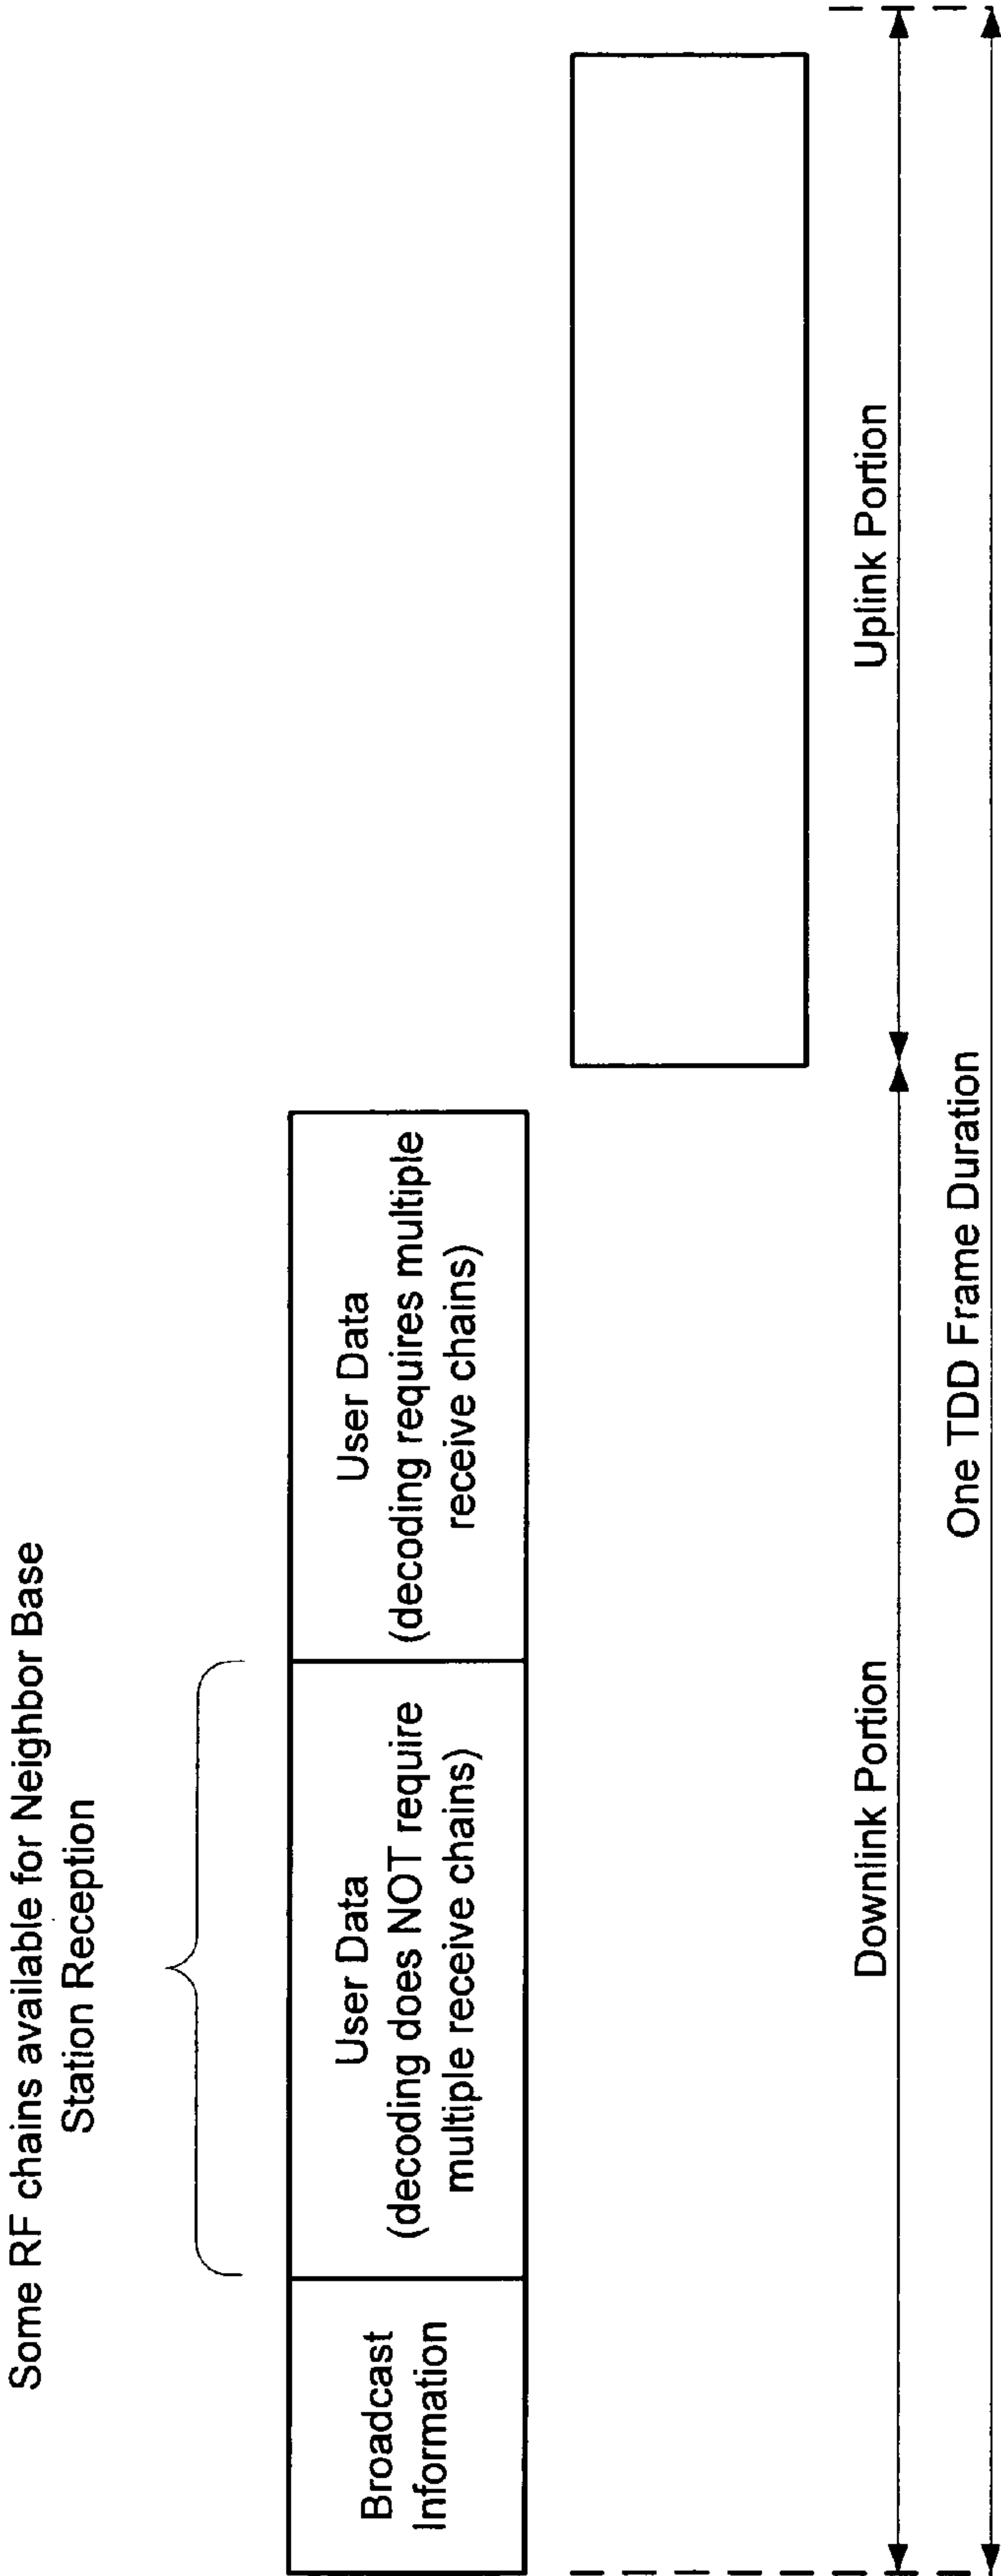 Some RF chains available for Neighbor Base
Station Reception
Broadcast
Information
User Data
(decoding does NOT require
multiple receive chains)
User Data
(decoding requires multiple
receive chains)
Downlink Portion
Uplink Portion
One TDD Frame Duration